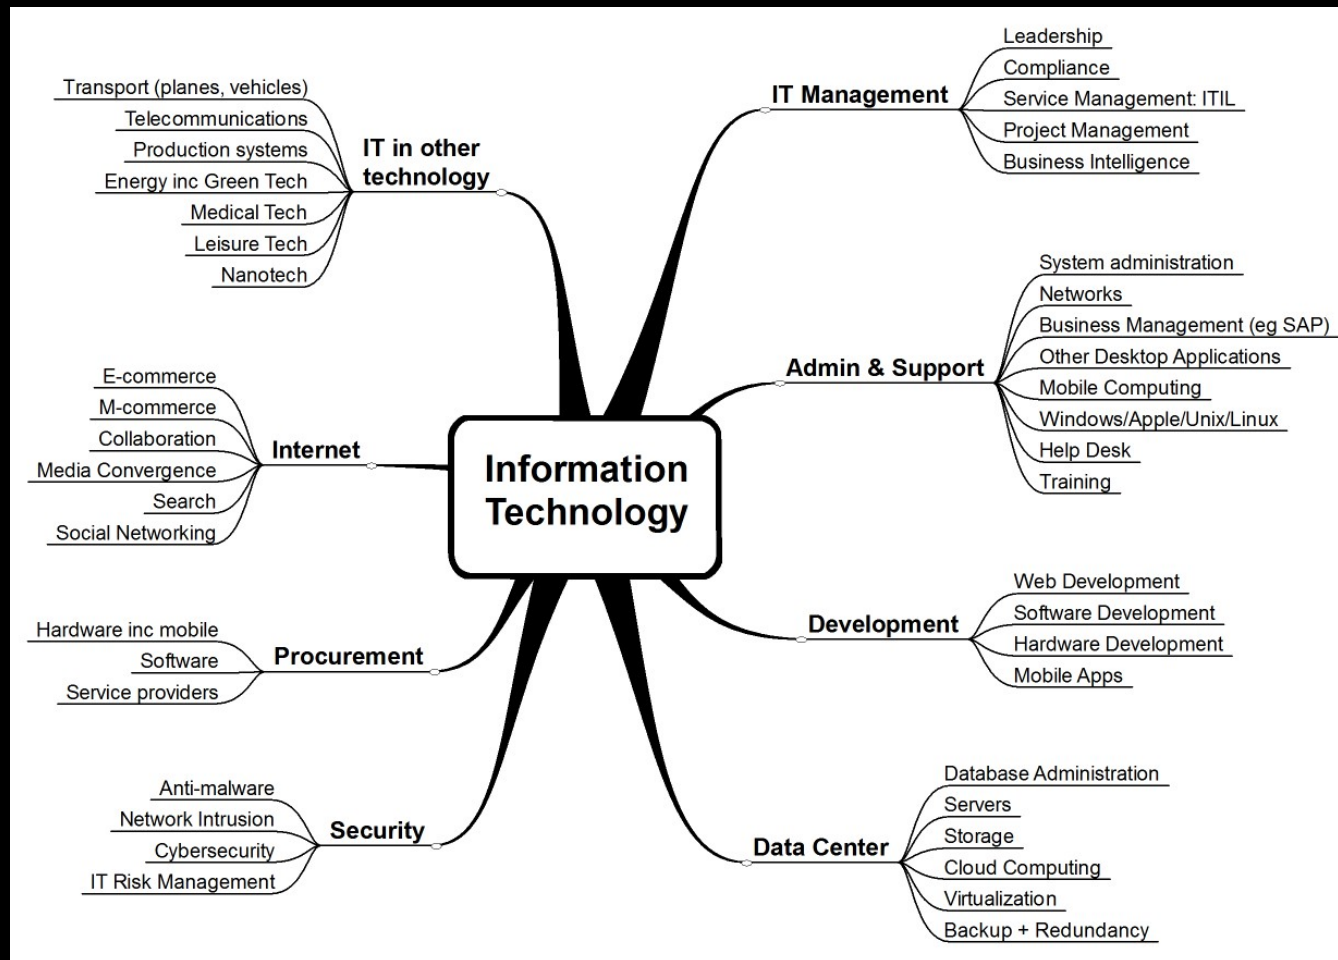 Information
Technology
IT Management
Leadership
Compliance
Service Management: ITIL
Project Management
Business Intelligence
Admin & Support
System administration
Networks
Business Management (eg SAP)
Other Desktop Applications
Mobile Computing
Windows/Apple/Unix/Linux
Help Desk
Training
Development
Web Development
Software Development
Hardware Development
Mobile Apps
Data Center
Database Administration
Servers
Storage
Cloud Computing
Virtualization
Backup + Redundancy
IT in other
technology
Transport (planes, vehicles)
Telecommunications
Production systems
Energy inc Green Tech
Medical Tech
Leisure Tech
Nanotech
Internet
E-commerce
M-commerce
Collaboration
Media Convergence
Search
Social Networking
Procurement
Hardware inc mobile
Software
Service providers
Security
Anti-malware
Network Intrusion
Cybersecurity
IT Risk Management